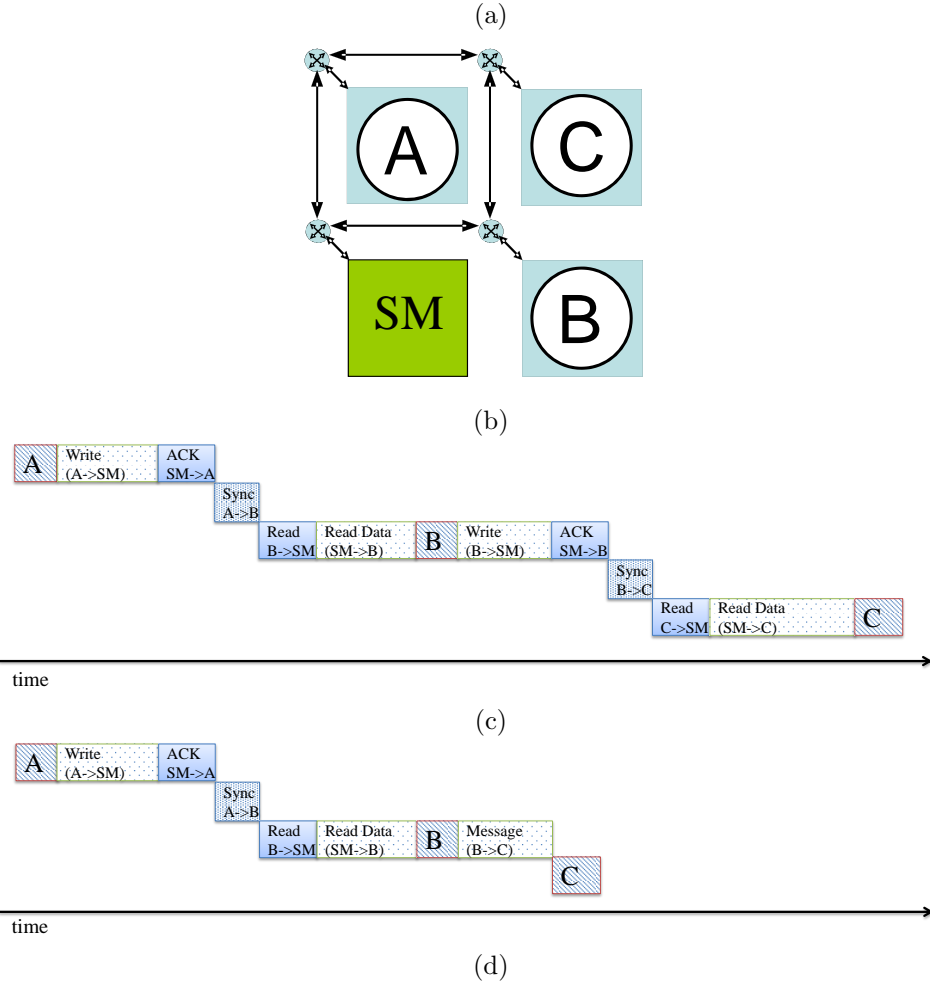 (a)
A
C
SM
B
(b)
A
Write
(A->SM)
ACK
SM->A
Sync
A->B
Read
B->SM
Read Data
(SM->B)
B
Write
(B->SM)
ACK
SM->B
Sync
B->C
Read
C->SM
Read Data
(SM->C)
C
time
(c)
A
Write
(A->SM)
ACK
SM->A
Sync
A->B
Read
B->SM
Read Data
(SM->B)
B
Message
(B->C)
C
time
(d)